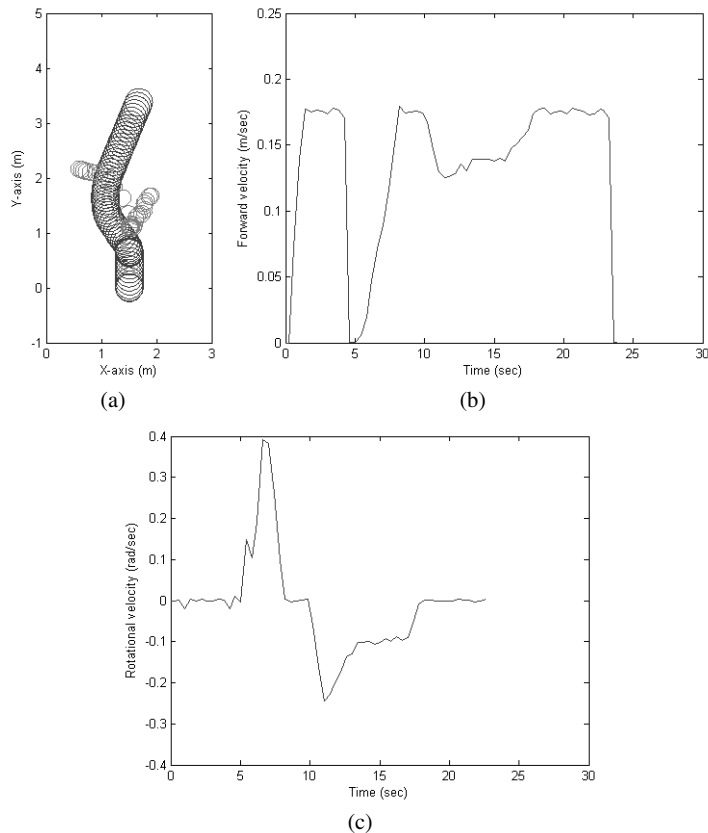 5
4
3
2
1
0
-1
Y-axis (m)
0 1 2 3
X-axis (m)
(a)
0.25
0.2
0.15
0.1
0.05
0
Forward velocity (m/sec)
0 5 10 15 20 25 30
Time (sec)
(b)
0.4
0.3
0.2
0.1
0
-0.1
-0.2
-0.3
-0.4
Rotational velocity (rad/sec)
0 5 10 15 20 25 30
Time (sec)
(c)